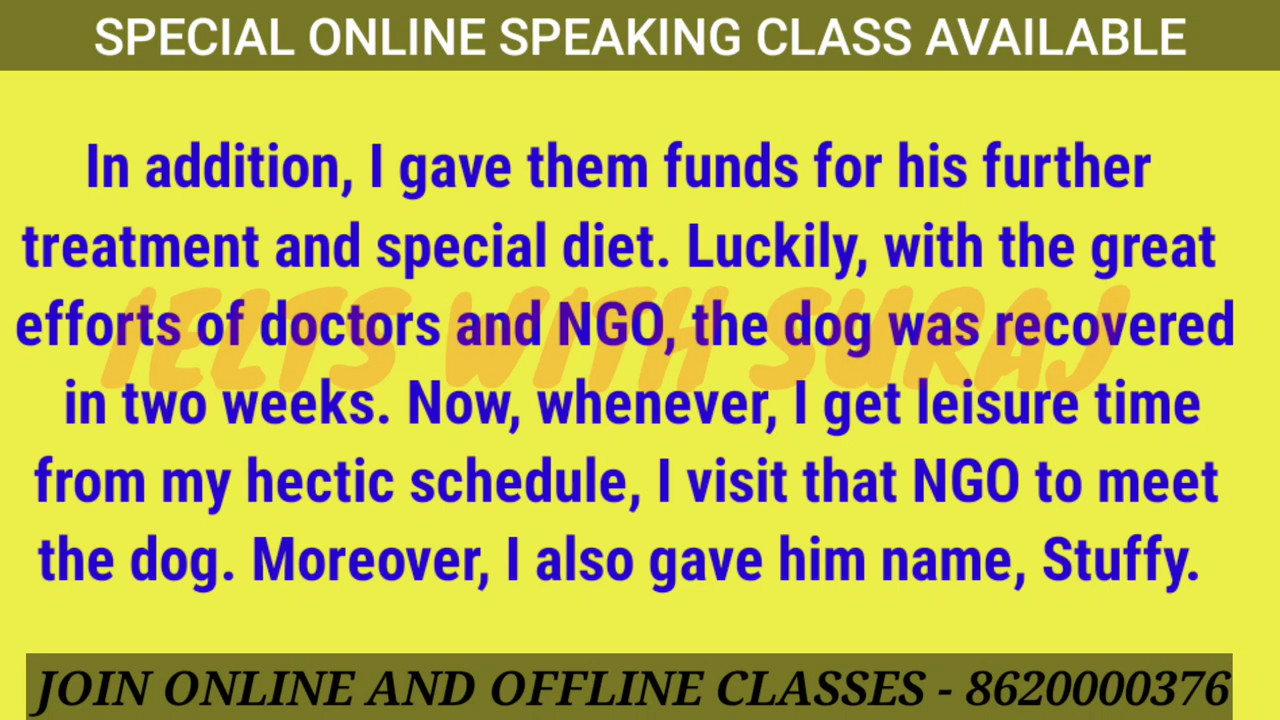 SPECIAL ONLINE SPEAKING CLASS AVAILABLE
In addition, I gave them funds for his further
treatment and special diet. Luckily, with the great
efforts of doctors and NGO, the dog was recovered
IELTS WITH SURAJ
in two weeks. Now, whenever, I get leisure time
from my hectic schedule, I visit that NGO to meet
the dog. Moreover, I also gave him name, Stuffy.
JOIN ONLINE AND OFFLINE CLASSES - 8620000376